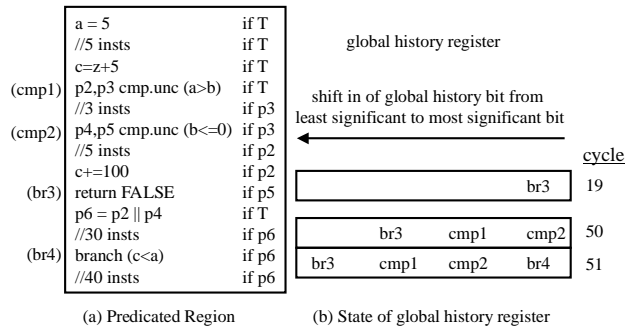 a = 5 if T
//5 insts if T
c=z+5 if T
(cmp1) p2,p3 cmp.unc (a>b) if T
//3 insts if p3
(cmp2) p4,p5 cmp.unc (b<=0) if p3
//5 insts if p2
c+=100 if p2
(br3) return FALSE if p5
p6 = p2 || p4 if T
//30 insts if p6
(br4) branch (c<a) if p6
//40 insts if p6
(a) Predicated Region
global history register
shift in of global history bit from
least significant to most significant bit
cycle
br3 19
br3 cmp1 cmp2 50
br3 cmp1 cmp2 br4 51
(b) State of global history register